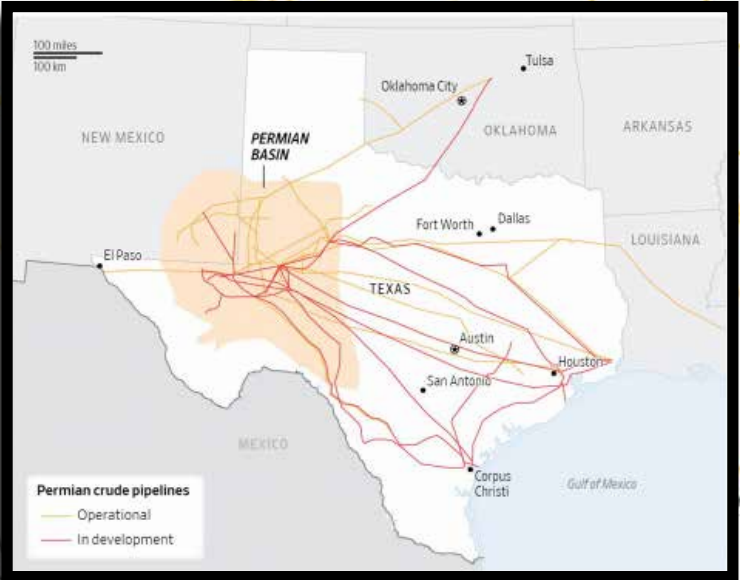 100 miles
100 km
Tulsa
Oklahoma City
OKLAHOMA
ARKANSAS
NEW MEXICO
PERMIAN
BASIN
Fort Worth
Dallas
LOUISIANA
El Paso
TEXAS
Austin
Houston
San Antonio
MEXICO
Corpus
Christi
Gulf of Mexico
Permian crude pipelines
Operational
In development